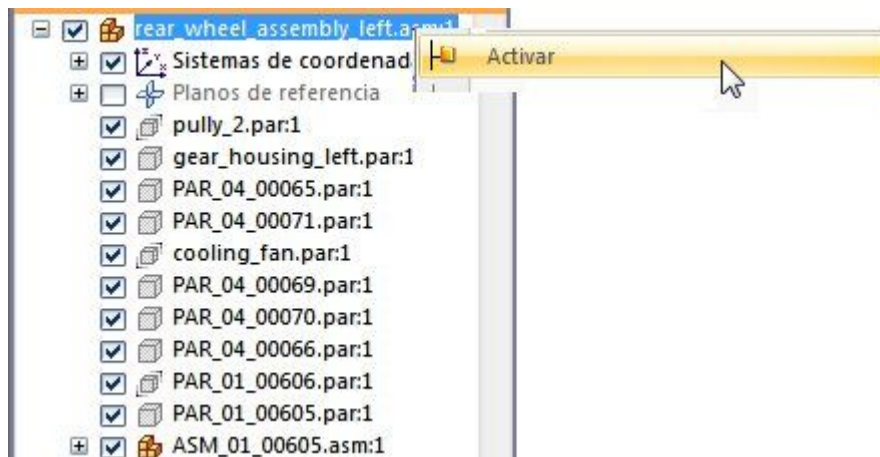 rear_wheel_assembly_left.asm:1
Sistemas de coordenad
Activar
Planos de referencia
pully_2.par:1
gear_housing_left.par:1
PAR_04_00065.par:1
PAR_04_00071.par:1
cooling_fan.par:1
PAR_04_00069.par:1
PAR_04_00070.par:1
PAR_04_00066.par:1
PAR_01_00606.par:1
PAR_01_00605.par:1
ASM_01_00605.asm:1